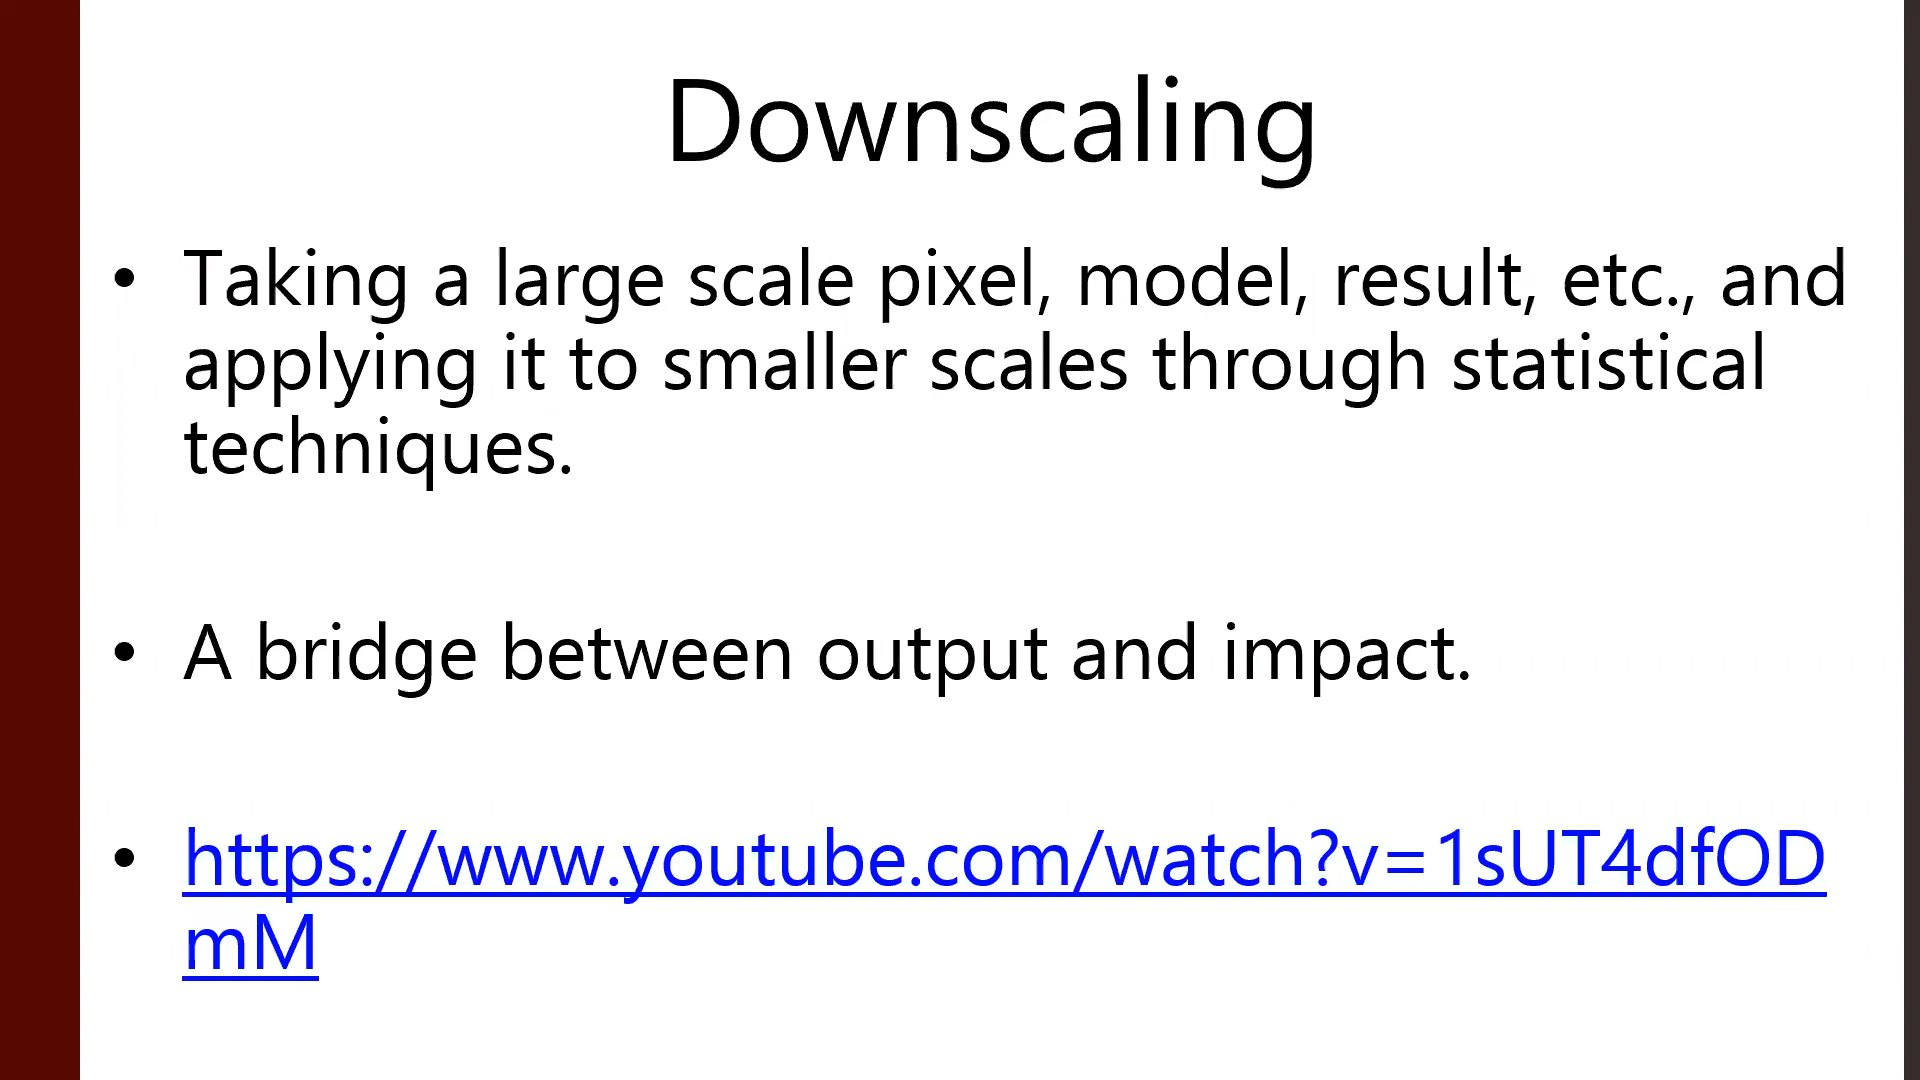 Downscaling
• Taking a large scale pixel, model, result, etc., and
applying it to smaller scales through statistical
techniques.
• A bridge between output and impact.
• https://www.youtube.com/watch?v=1sUT4dfOD
mM